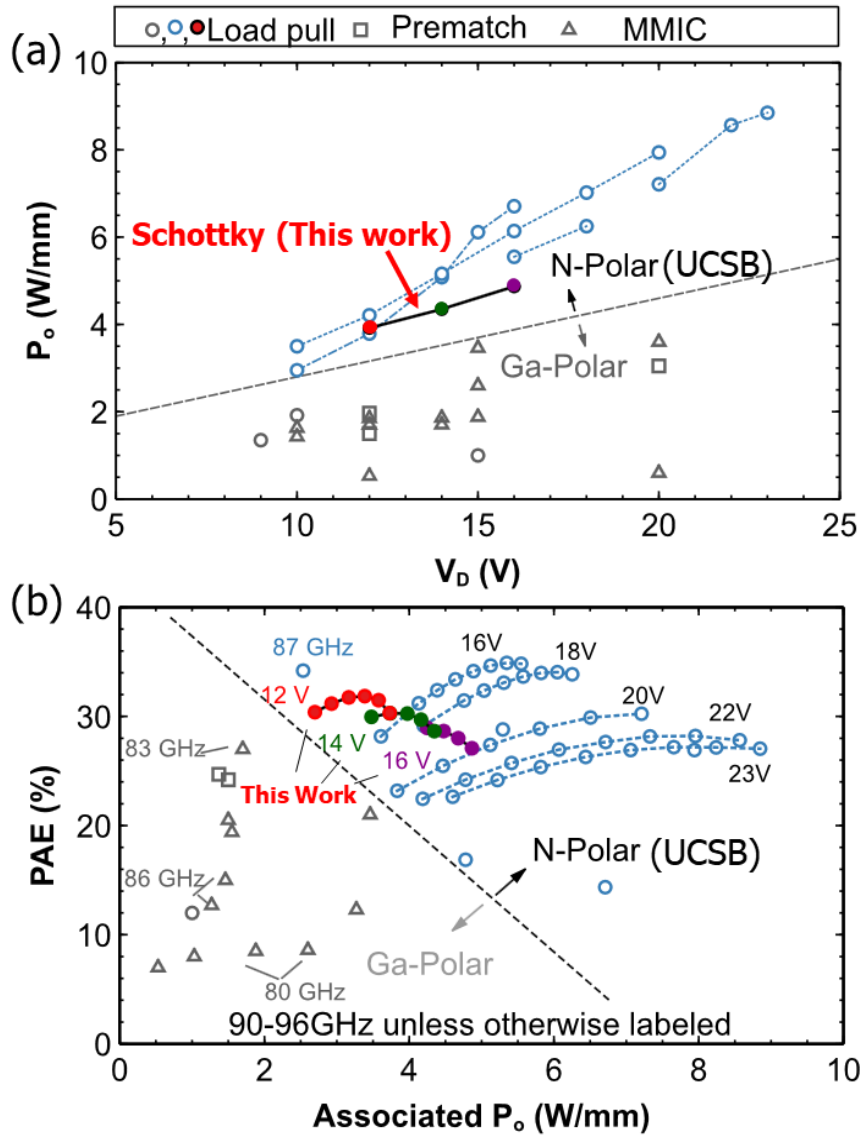 Load pull Prematch MMIC
(a)
10
8
6
4
2
0
Schottky (This work)
N-Polar (UCSB)
Ga-Polar
5 10 15 20 25
P₀ (W/mm)
V_D (V)
(b)
40
30
20
10
0
87 GHz
16V
18V
12 V
20V
83 GHz
14 V
16 V
22V
23V
This Work
86 GHz
N-Polar (UCSB)
Ga-Polar
80 GHz
90-96GHz unless otherwise labeled
0 2 4 6 8 10
PAE (%)
Associated P₀ (W/mm)